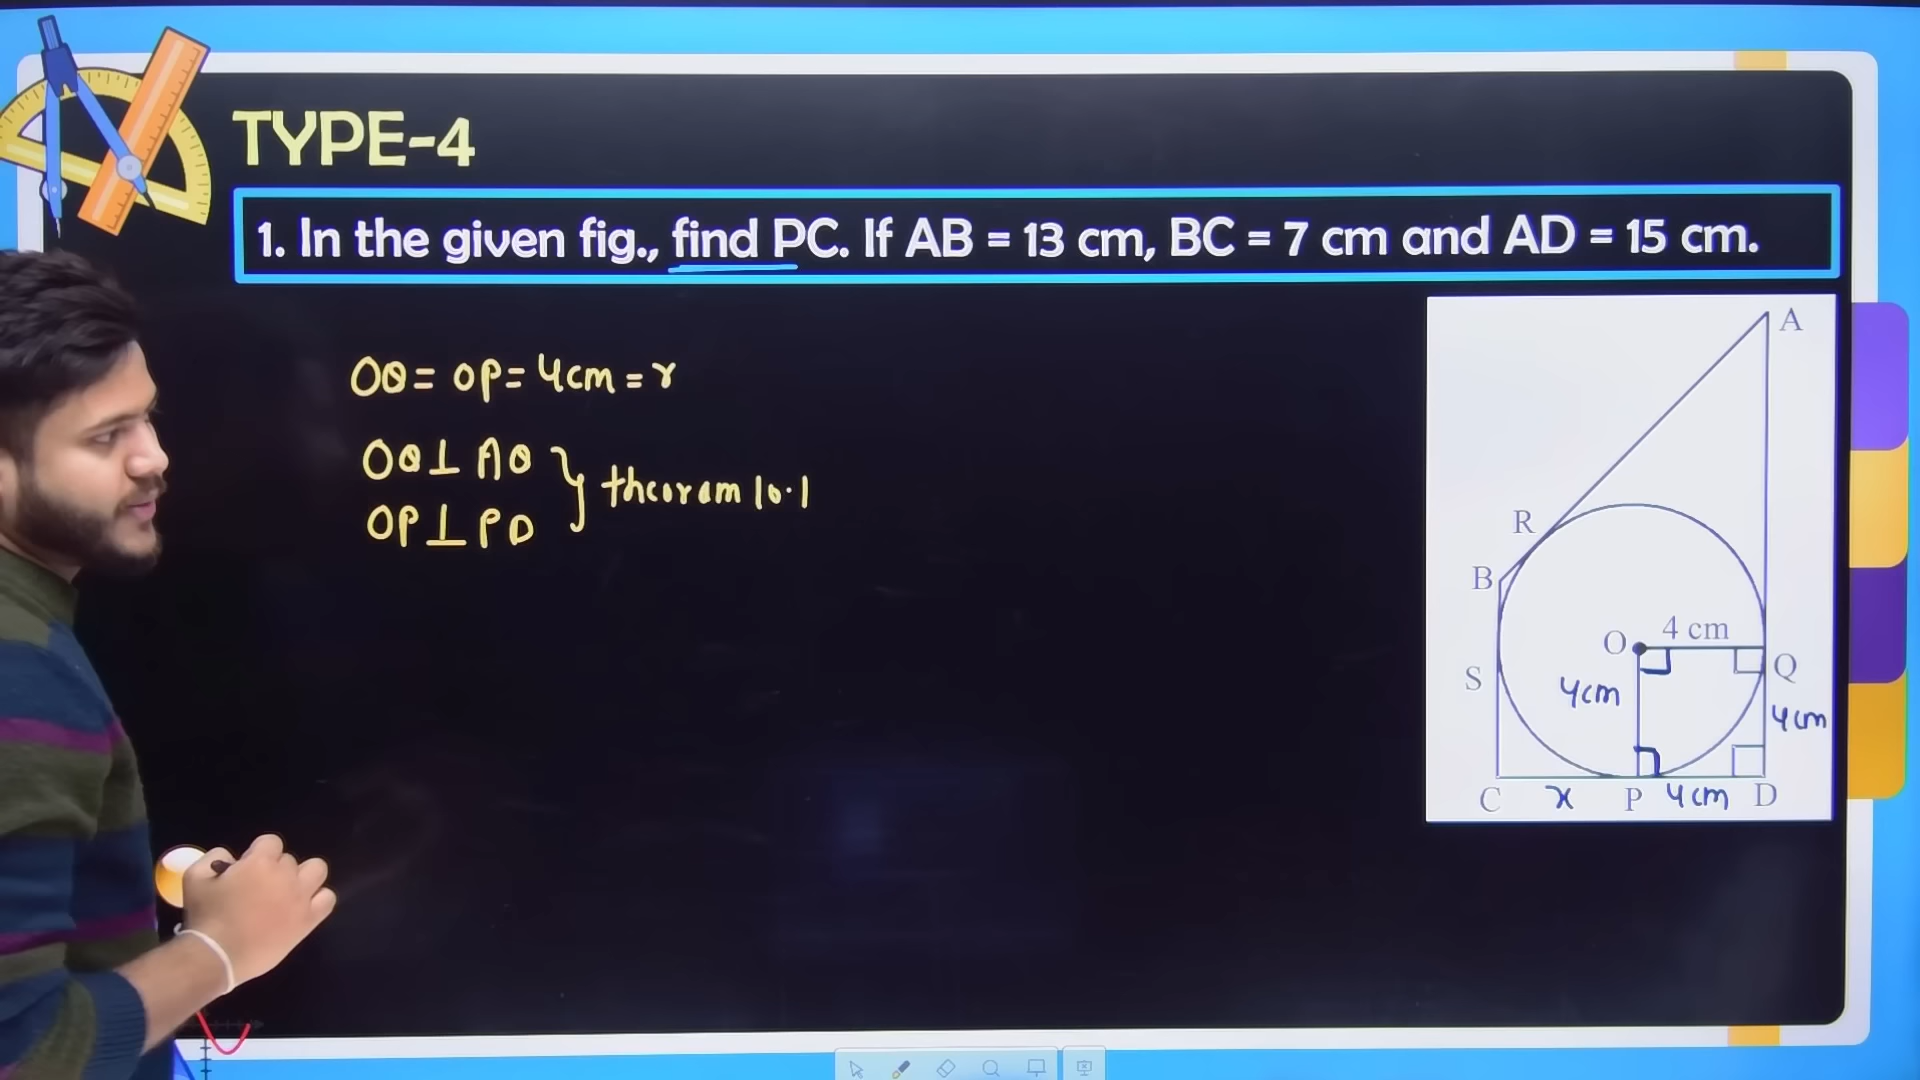 TYPE-4
1. In the given fig., find PC. If AB = 13 cm, BC = 7 cm and AD = 15 cm.
OQ = OP = 4cm = r
OQ ⊥ AQ
OP ⊥ PD
} theoram 10.1
A
R
B
O
4 cm
S
4cm
Q
4cm
C
x
P
4cm
D